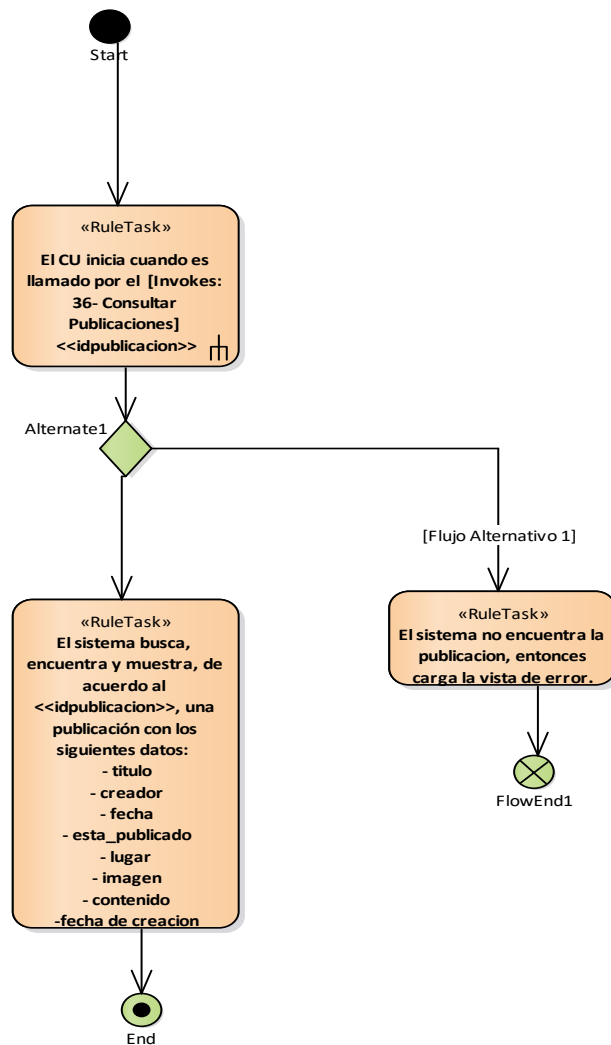 Start
«RuleTask»
El CU inicia cuando es
llamado por el [Invokes:
36- Consultar
Publicaciones]
<<idpublicacion>>
Alternate1
[Flujo Alternativo 1]
«RuleTask»
El sistema busca,
encuentra y muestra, de
acuerdo al
<<idpublicacion>>, una
publicación con los
siguientes datos:
- titulo
- creador
- fecha
- esta_publicado
- lugar
- imagen
- contenido
-fecha de creacion
«RuleTask»
El sistema no encuentra la
publicacion, entonces
carga la vista de error.
FlowEnd1
End